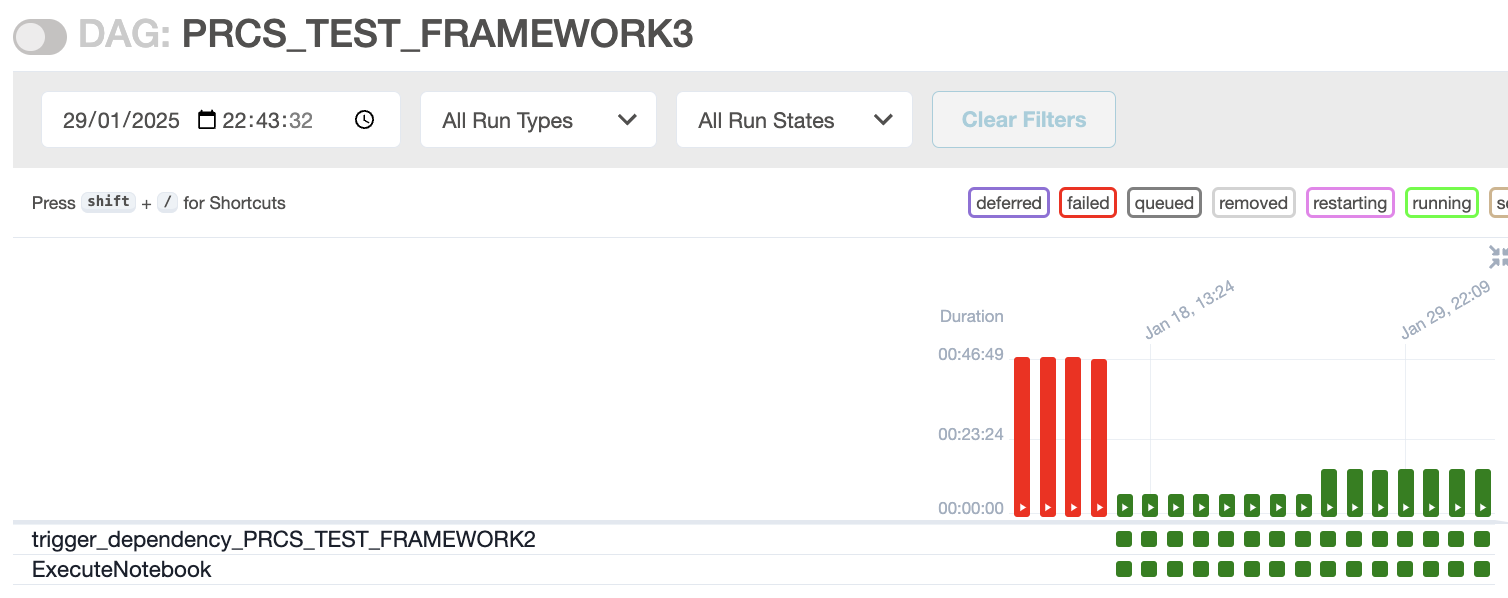 DAG: PRCS_TEST_FRAMEWORK3
29/01/2025 22:43:32 All Run Types All Run States Clear Filters
Press shift + / for Shortcuts deferred failed queued removed restarting running
Jan 18, 13:24 Jan 29, 22:09
Duration
00:46:49
00:23:24
00:00:00
trigger_dependency_PRCS_TEST_FRAMEWORK2
ExecuteNotebook